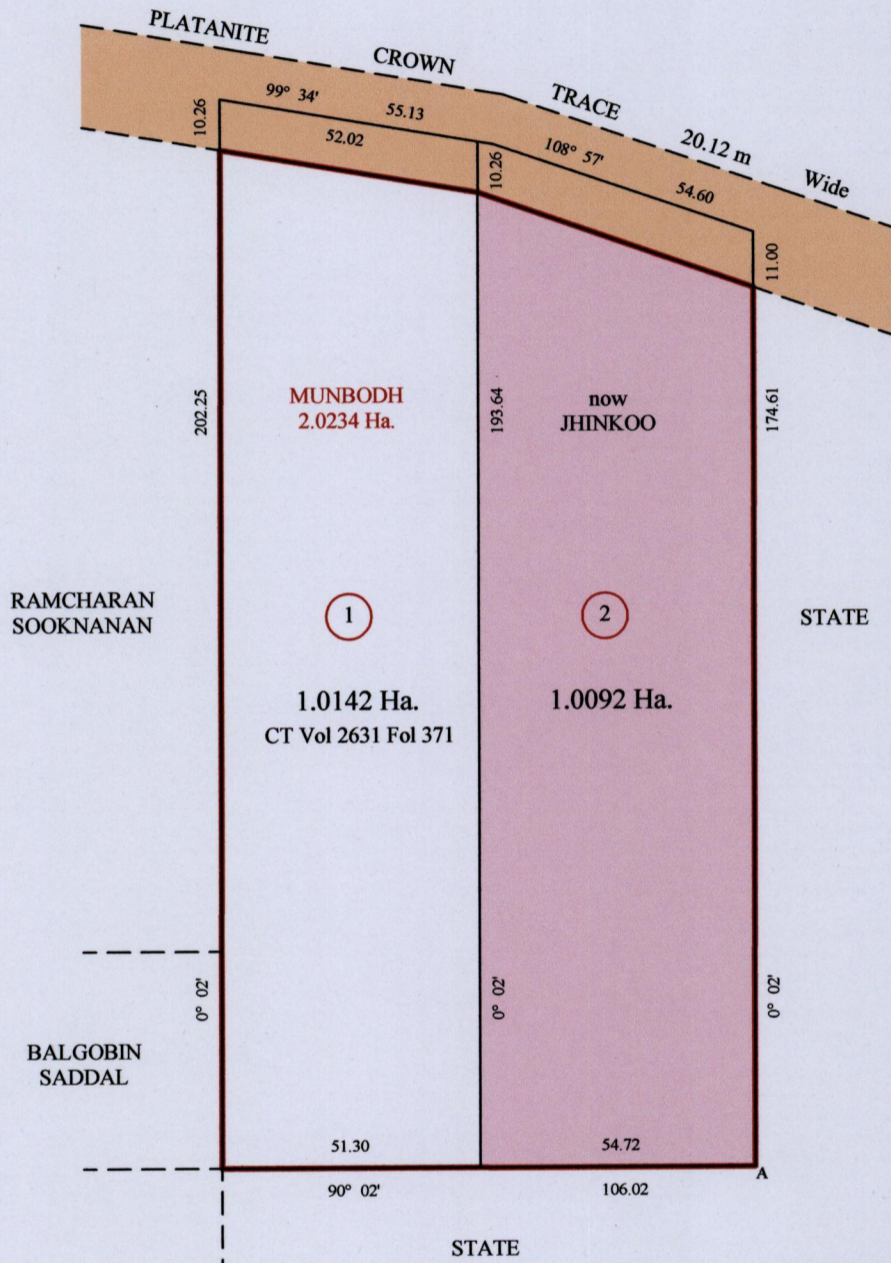 PLATANITE CROWN TRACE 20.12 m Wide
99° 34' 55.13
52.02
10.26
108° 57'
54.60
10.26
11.00
202.25
MUNBODH
2.0234 Ha.
193.64
now
JHINKOO
174.61
RAMCHARAN
SOOKNANAN
1
2
STATE
1.0142 Ha.
CT Vol 2631 Fol 371
1.0092 Ha.
0° 02'
0° 02'
0° 02'
BALGOBIN
SADDAL
51.30
54.72
A
90° 02'
106.02
STATE